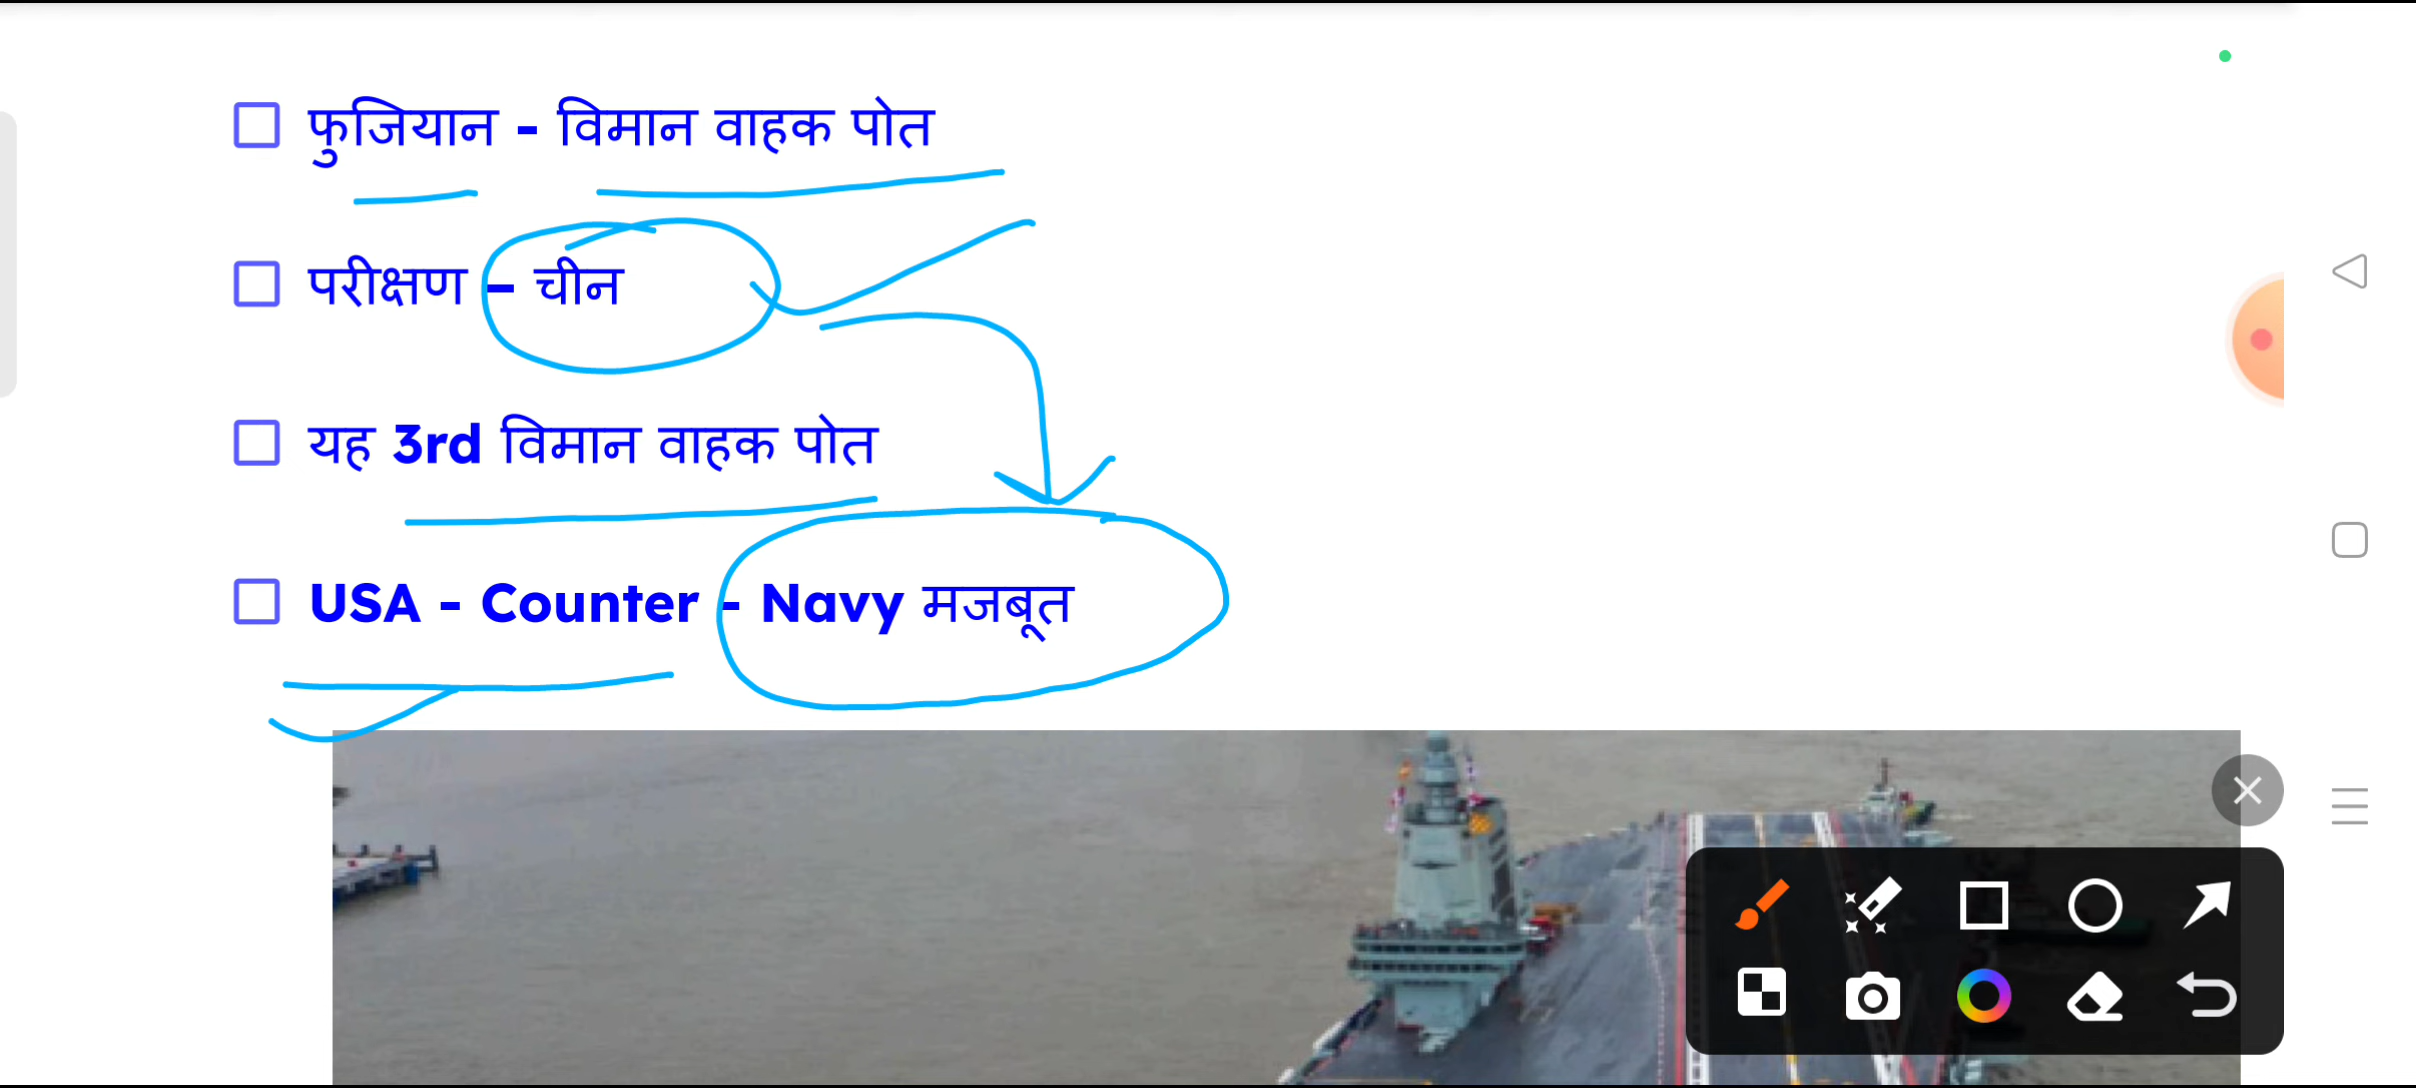 फुजियान - विमान वाहक पोत
परीक्षण – चीन
यह 3rd विमान वाहक पोत
USA - Counter - Navy मजबूत